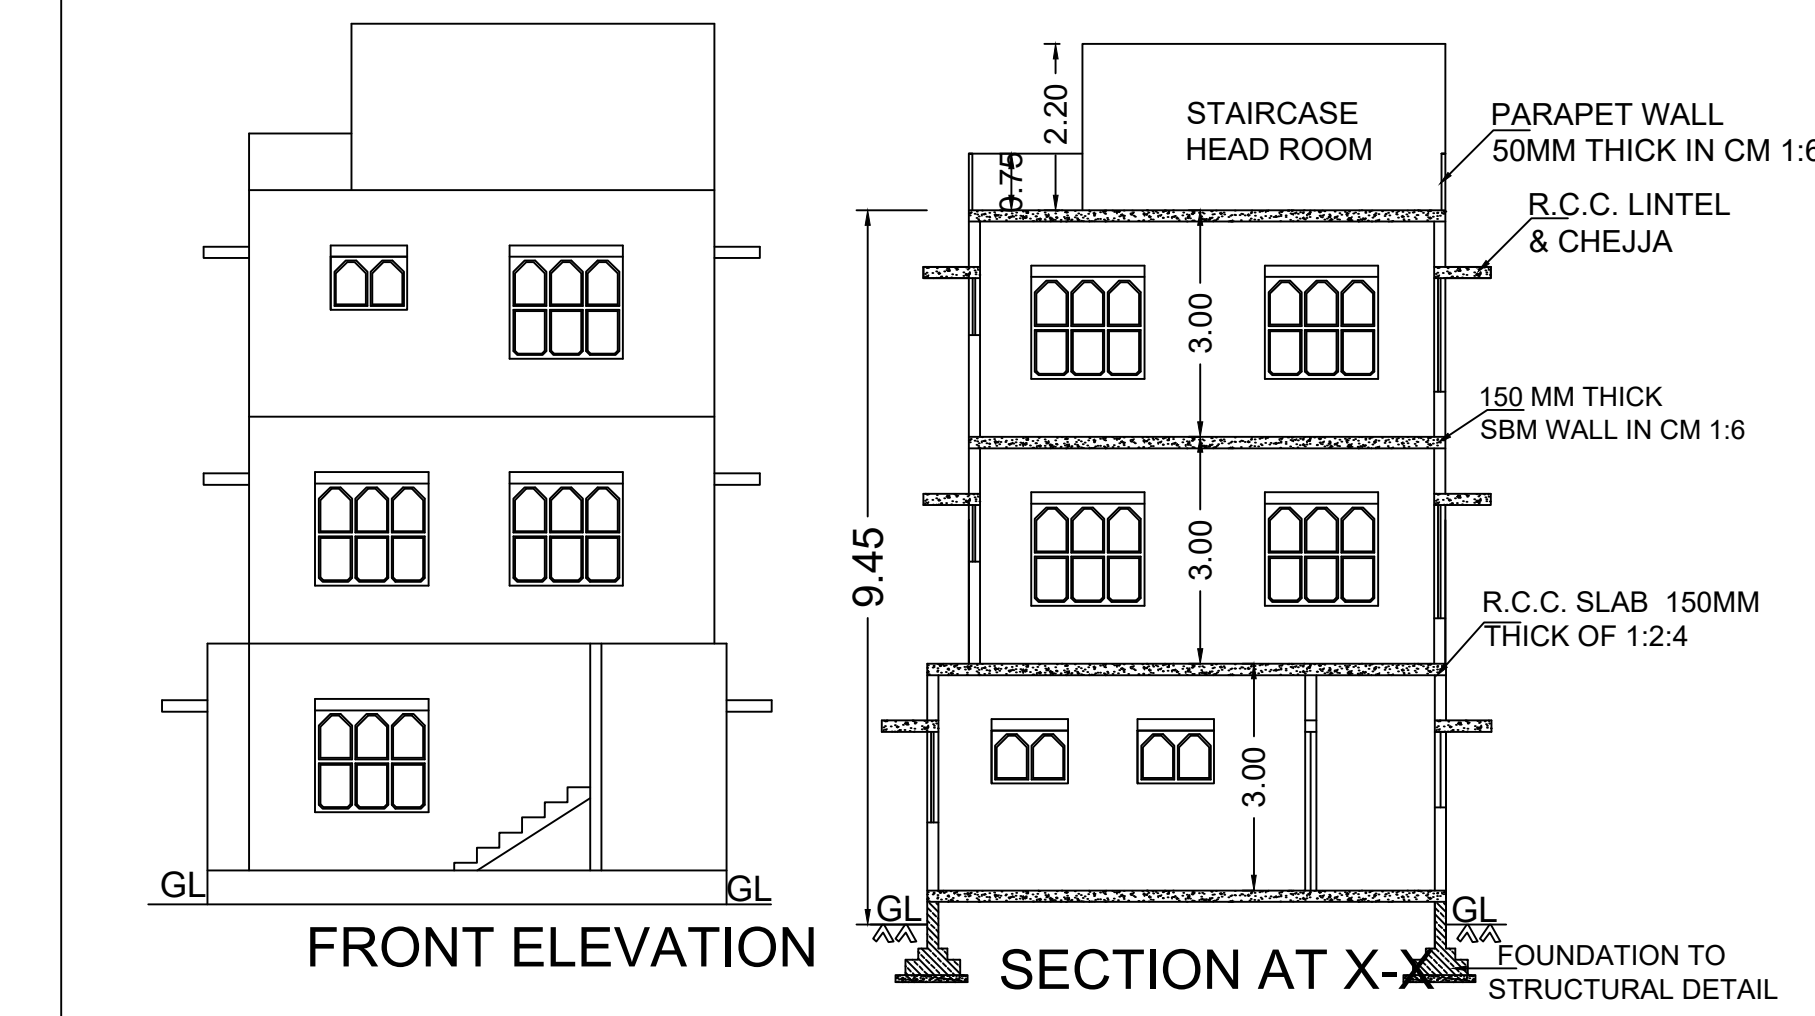 GL
GL
FRONT ELEVATION
2.20
0.75
STAIRCASE
HEAD ROOM
PARAPET WALL
50MM THICK IN CM 1:6
R.C.C. LINTEL
& CHEJJA
3.00
150 MM THICK
SBM WALL IN CM 1:6
9.45
3.00
R.C.C. SLAB 150MM
THICK OF 1:2:4
3.00
GL
GL
SECTION AT X-X
FOUNDATION TO
STRUCTURAL DETAIL